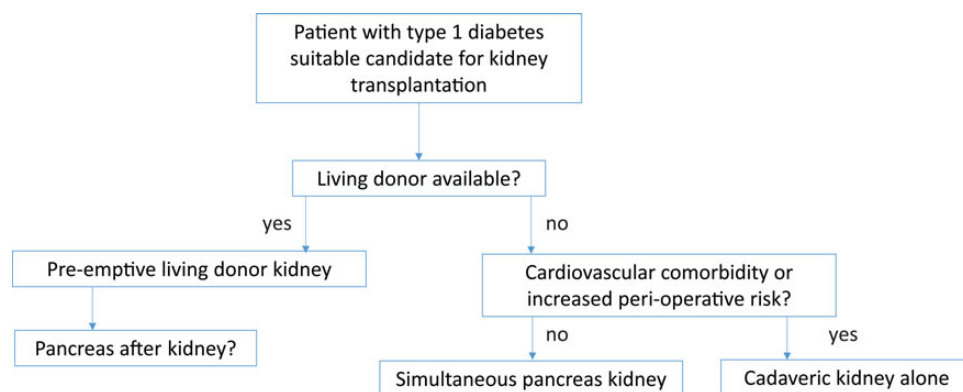 Patient with type 1 diabetes
suitable candidate for kidney
transplantation
Living donor available?
yes
no
Pre-emptive living donor kidney
Cardiovascular comorbidity or
increased peri-operative risk?
Pancreas after kidney?
no
yes
Simultaneous pancreas kidney
Cadaveric kidney alone